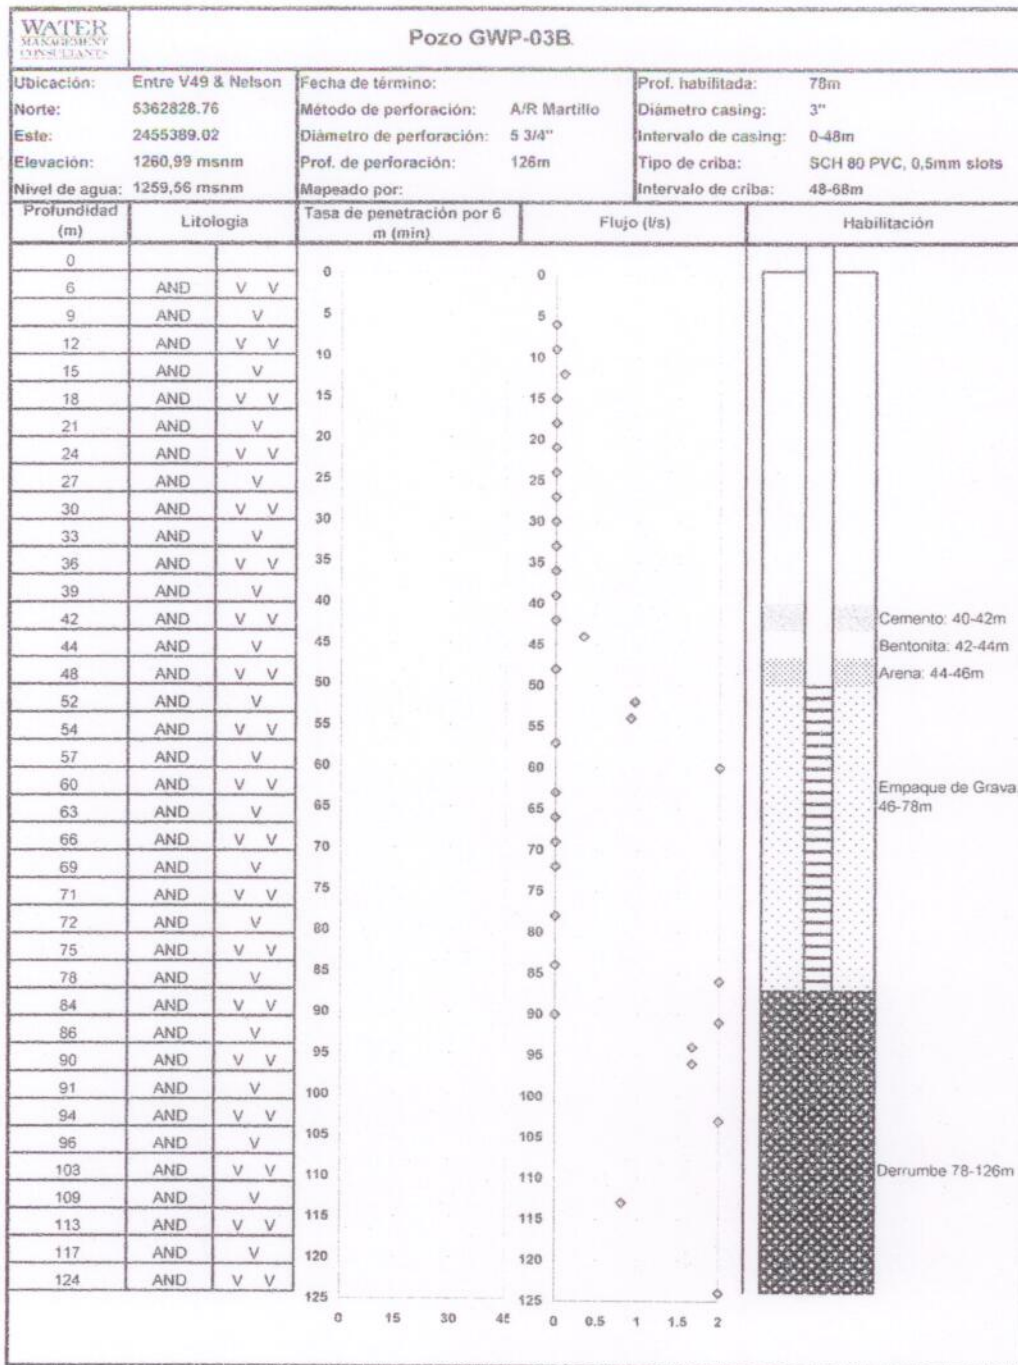 WATER
MANAGEMENT
CONSULTANTS
Pozo GWP-03B.
Ubicación: Entre V49 & Nelson Fecha de término: Prof. habilitada: 78m
Norte: 5362828.76 Método de perforación: A/R Martillo Diámetro casing: 3"
Este: 2455389.02 Diámetro de perforación: 5 3/4" Intervalo de casing: 0-48m
Elevación: 1260,99 msnm Prof. de perforación: 126m Tipo de criba: SCH 80 PVC, 0,5mm slots
Nivel de agua: 1259,56 msnm Mapeado por: Intervalo de criba: 48-68m
Profundidad (m) Litología Tasa de penetración por 6 m (min) Flujo (l/s) Habilitación
0
6 AND V V
9 AND V
12 AND V V
15 AND V
18 AND V V
21 AND V
24 AND V V
27 AND V
30 AND V V
33 AND V
36 AND V V
39 AND V
42 AND V V
44 AND V
48 AND V V
52 AND V
54 AND V V
57 AND V
60 AND V V
63 AND V
66 AND V V
69 AND V
71 AND V V
72 AND V
75 AND V V
78 AND V
84 AND V V
86 AND V
90 AND V V
91 AND V
94 AND V V
96 AND V
103 AND V V
109 AND V
113 AND V V
117 AND V
124 AND V V
0
5
10
15
20
25
30
35
40
45
50
55
60
65
70
75
80
85
90
95
100
105
110
115
120
125
0 15 30 45
0
5
10
15
20
25
30
35
40
45
50
55
60
65
70
75
80
85
90
95
100
105
110
115
120
125
0 0.5 1 1.5 2
Cemento: 40-42m
Bentonita: 42-44m
Arena: 44-46m
Empaque de Grava
46-78m
Derrumbe 78-126m